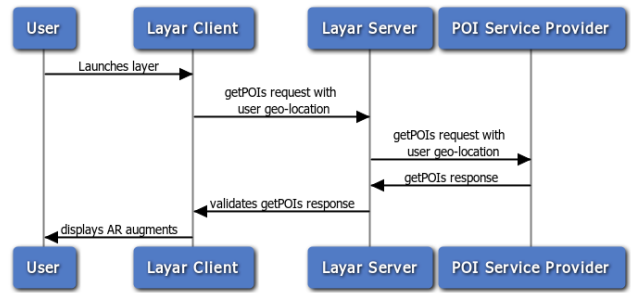 User
Layar Client
Layar Server
POI Service Provider
Launches layer
getPOIs request with
user geo-location
getPOIs request with
user geo-location
getPOIs response
validates getPOIs response
displays AR augments
User
Layar Client
Layar Server
POI Service Provider